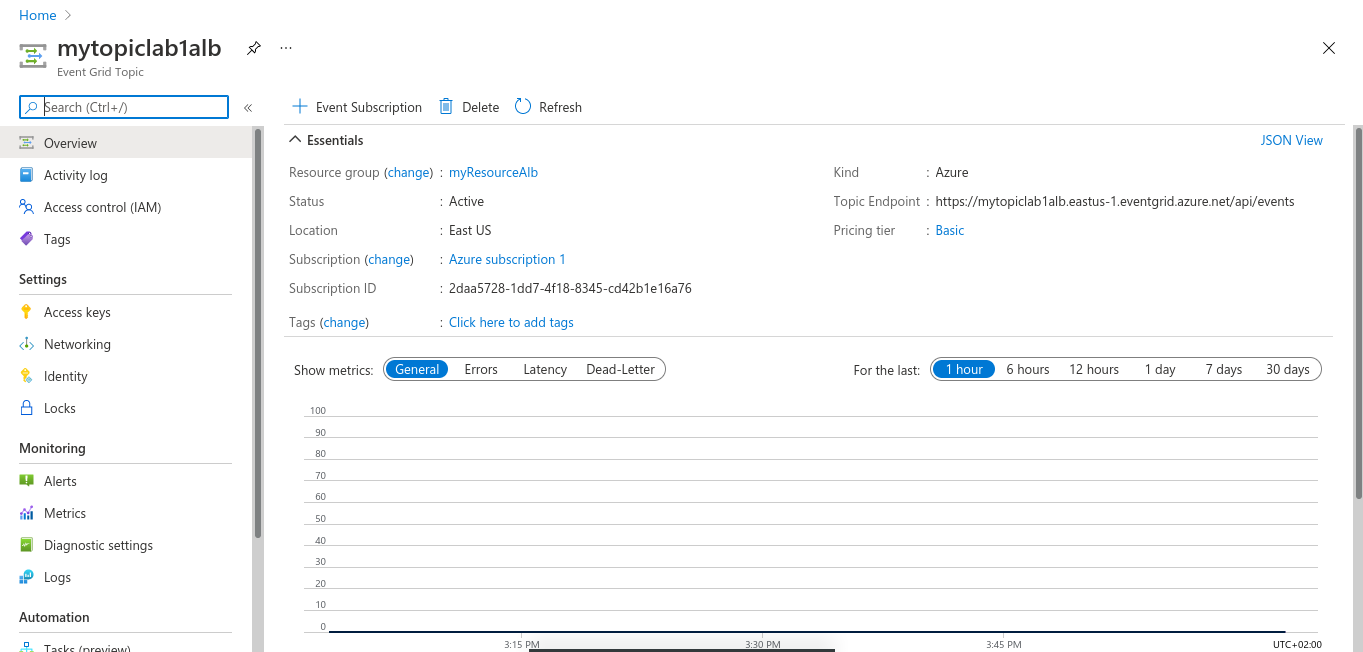 Home
mytopiclab1alb
Event Grid Topic
Search (Ctrl+/)
Overview
Activity log
Access control (IAM)
Tags
Settings
Access keys
Networking
Identity
Locks
Monitoring
Alerts
Metrics
Diagnostic settings
Logs
Automation
Tasks (preview)
Event Subscription Delete Refresh
Essentials JSON View
Resource group (change) : myResourceAlb
Status : Active
Location : East US
Subscription (change) : Azure subscription 1
Subscription ID : 2daa5728-1dd7-4f18-8345-cd42b1e16a76
Tags (change) : Click here to add tags
Kind : Azure
Topic Endpoint : https://mytopiclab1alb.eastus-1.eventgrid.azure.net/api/events
Pricing tier : Basic
Show metrics: General Errors Latency Dead-Letter
For the last: 1 hour 6 hours 12 hours 1 day 7 days 30 days
100
90
80
70
60
50
40
30
20
10
0
3:15 PM 3:30 PM 3:45 PM UTC+02:00